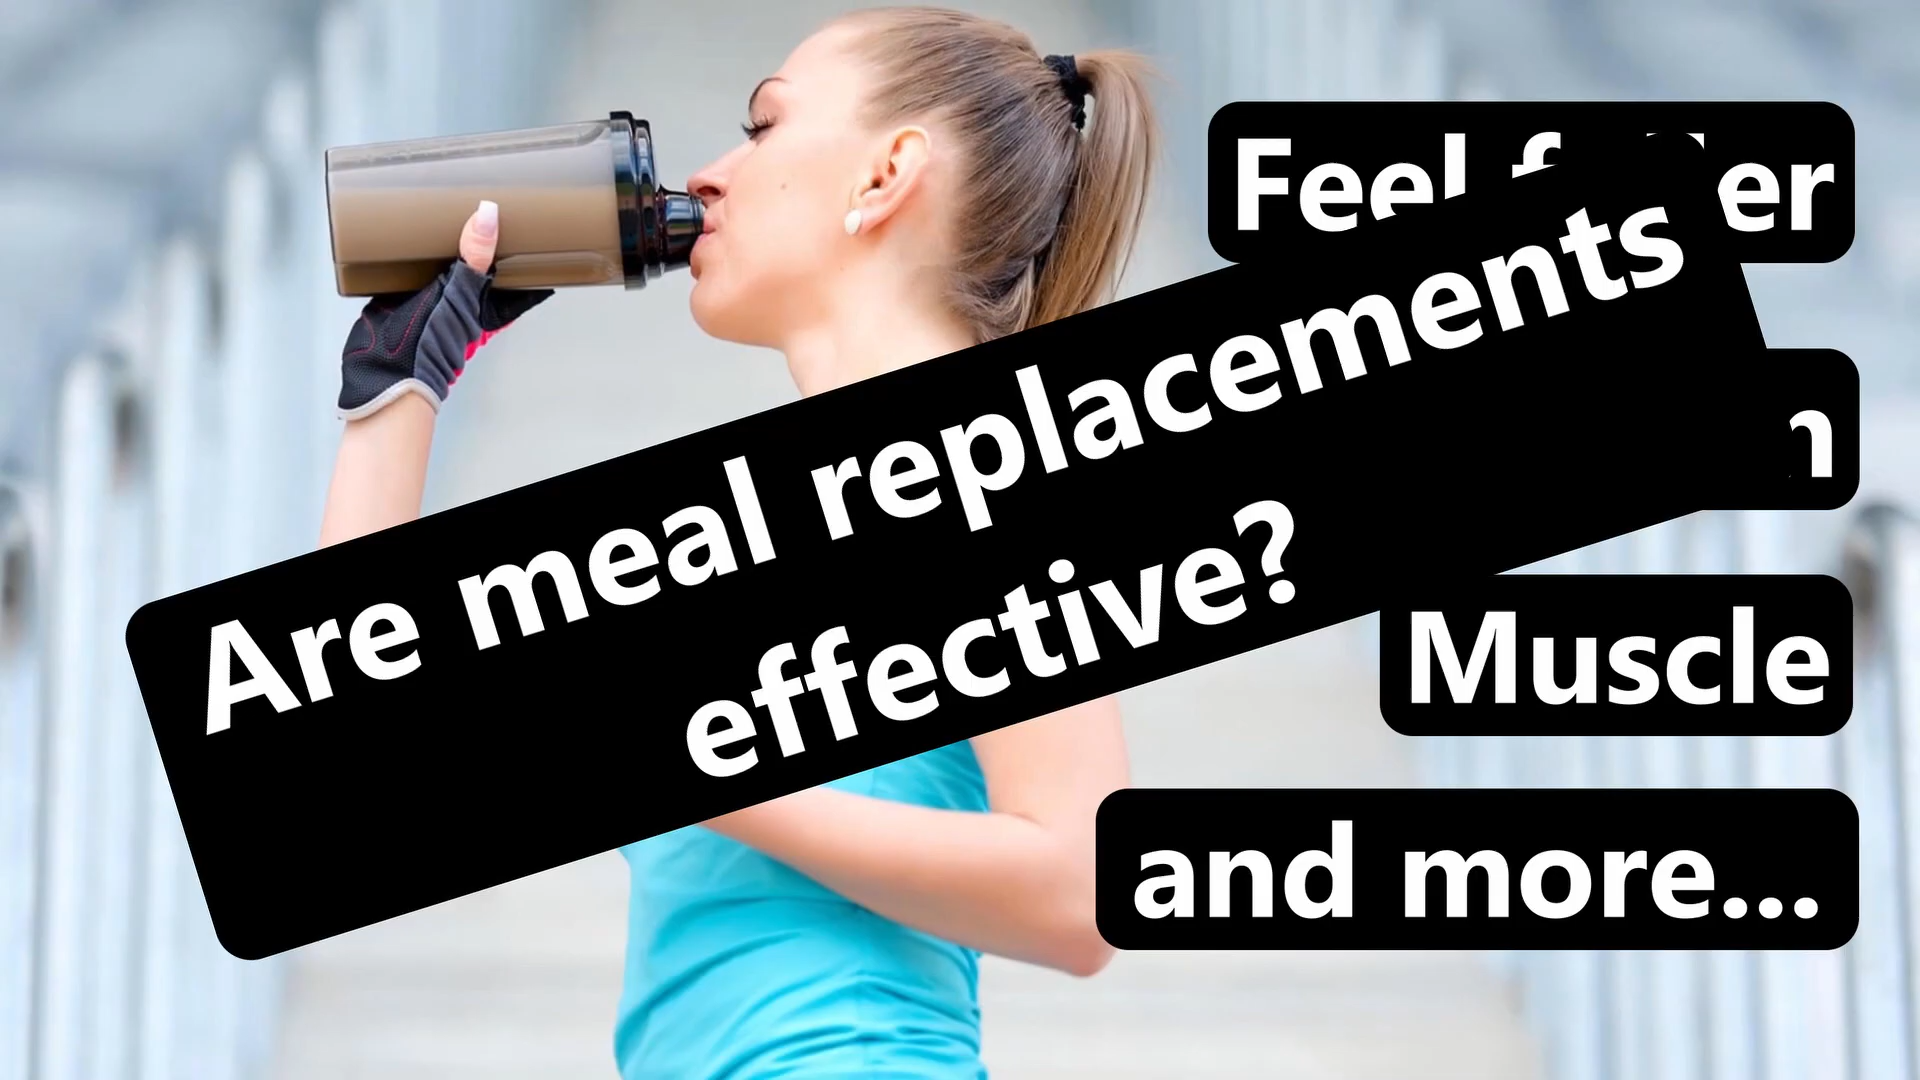 Feel
Are meal replacements
effective?
Muscle
and more...